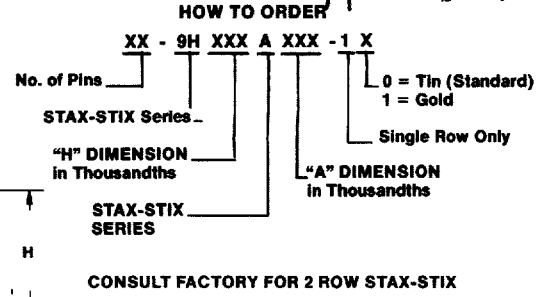 HOW TO ORDER
XX - 9H XXX A XXX - 1 X
No. of Pins
0 = Tin (Standard)
1 = Gold
STAX-STIX Series
Single Row Only
"H" DIMENSION
in Thousandths
"A" DIMENSION
in Thousandths
STAX-STIX
SERIES
H
CONSULT FACTORY FOR 2 ROW STAX-STIX